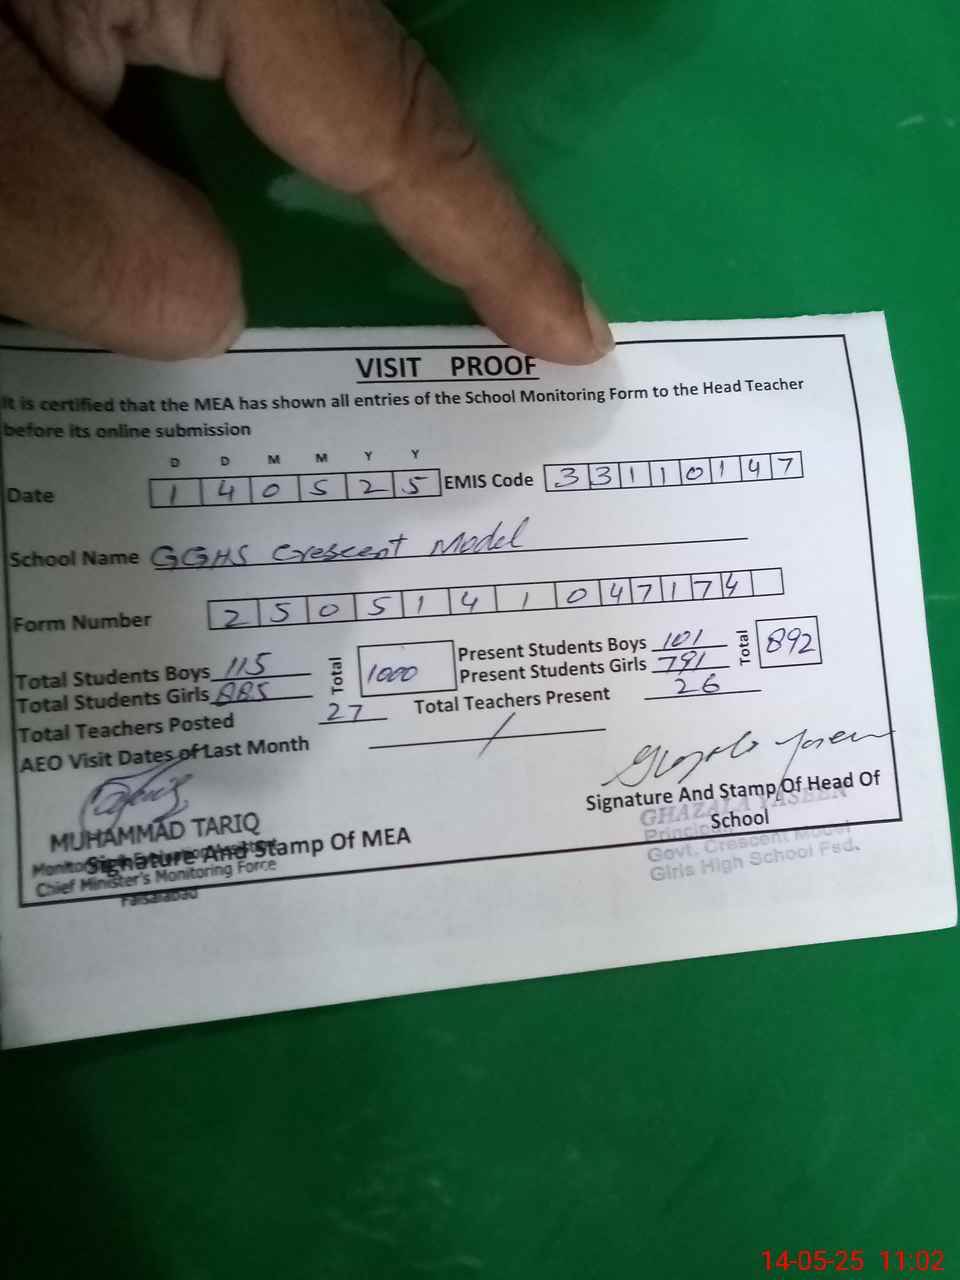 VISIT PROOF
It is certified that the MEA has shown all entries of the School Monitoring Form to the Head Teacher
before its online submission
D D M M Y Y
Date 1 4 0 5 2 5 EMIS Code 3 3 1 1 0 1 4 7
School Name GGHS Crescent Model
Form Number 2 5 0 5 1 4 1 0 4 7 1 7 4
Total Students Boys 115 Total 1000 Present Students Boys 101 Total 892
Total Students Girls 885 Present Students Girls 791
Total Teachers Posted 27 Total Teachers Present 26
AEO Visit Dates of Last Month /
MUHAMMAD TARIQ
Signature And Stamp Of MEA
Chief Minister's Monitoring Force
Faisalabad
Signature And Stamp Of Head Of
School
GHAZALA YASEEN
Principal
Govt. Crescent Model
Girls High School Fsd.
14-05-25 11:02